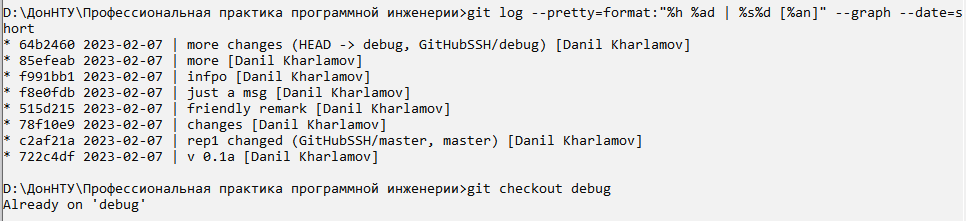 D:\ДонНТУ\Профессиональная практика программной инженерии>git log --pretty=format:"%h %ad | %s%d [%an]" --graph --date=s
hort
* 64b2460 2023-02-07 | more changes (HEAD -> debug, GitHubSSH/debug) [Danil Kharlamov]
* 85efeab 2023-02-07 | more [Danil Kharlamov]
* f991bb1 2023-02-07 | infpo [Danil Kharlamov]
* f8e0fdb 2023-02-07 | just a msg [Danil Kharlamov]
* 515d215 2023-02-07 | friendly remark [Danil Kharlamov]
* 78f10e9 2023-02-07 | changes [Danil Kharlamov]
* c2af21a 2023-02-07 | rep1 changed (GitHubSSH/master, master) [Danil Kharlamov]
* 722c4df 2023-02-07 | v 0.1a [Danil Kharlamov]
D:\ДонНТУ\Профессиональная практика программной инженерии>git checkout debug
Already on 'debug'